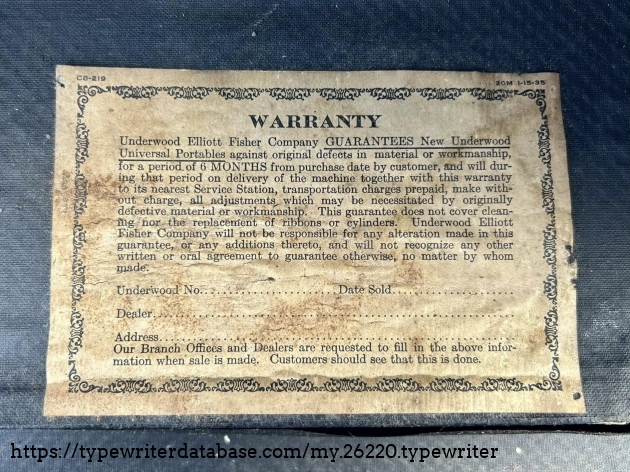 CS-219 20M 1-15-35
WARRANTY
Underwood Elliott Fisher Company GUARANTEES New Underwood
Universal Portables against original defects in material or workmanship,
for a period of 6 MONTHS from purchase date by customer, and will dur-
ing that period on delivery of the machine together with this warranty
to its nearest Service Station, transportation charges prepaid, make with-
out charge, all adjustments which may be necessitated by originally
defective material or workmanship. This guarantee does not cover clean-
ing nor the replacement of ribbons or cylinders. Underwood Elliott
Fisher Company will not be responsible for any alteration made in this
guarantee, or any additions thereto, and will not recognize any other
written or oral agreement to guarantee otherwise, no matter by whom
made.
Underwood No. Date Sold
Dealer
Address
Our Branch Offices and Dealers are requested to fill in the above infor-
mation when sale is made. Customers should see that this is done.
https://typewriterdatabase.com/my.26220.typewriter